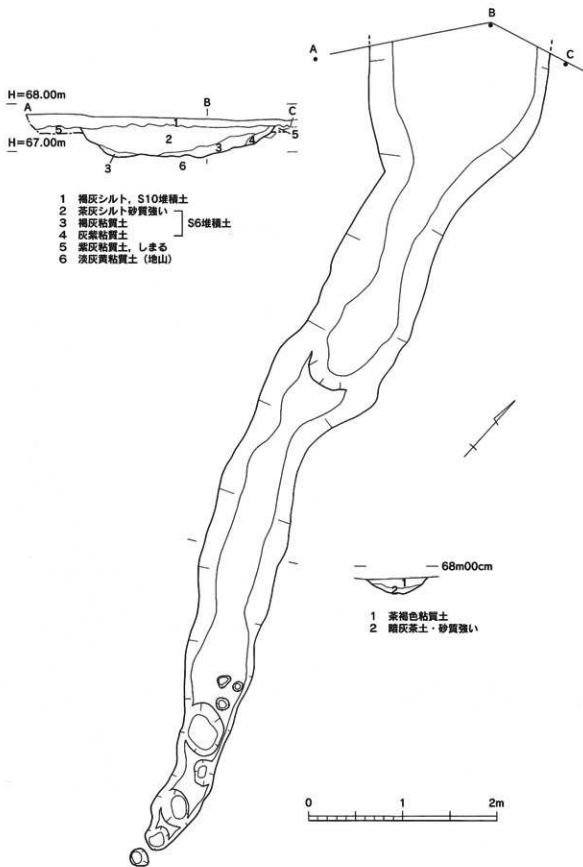 A
B
C
H=68.00m
A
B
C
1
5
2
5
H=67.00m
3
4
3
6
1 褐灰シルト，S10堆積土
2 茶灰シルト砂質強い
3 褐灰粘質土
S6堆積土
4 灰紫粘質土
5 紫灰粘質土，しまる
6 淡灰黄粘質土（地山）
68m00cm
1
2
1 茶褐色粘質土
2 暗灰茶土・砂質強い
0 1 2m